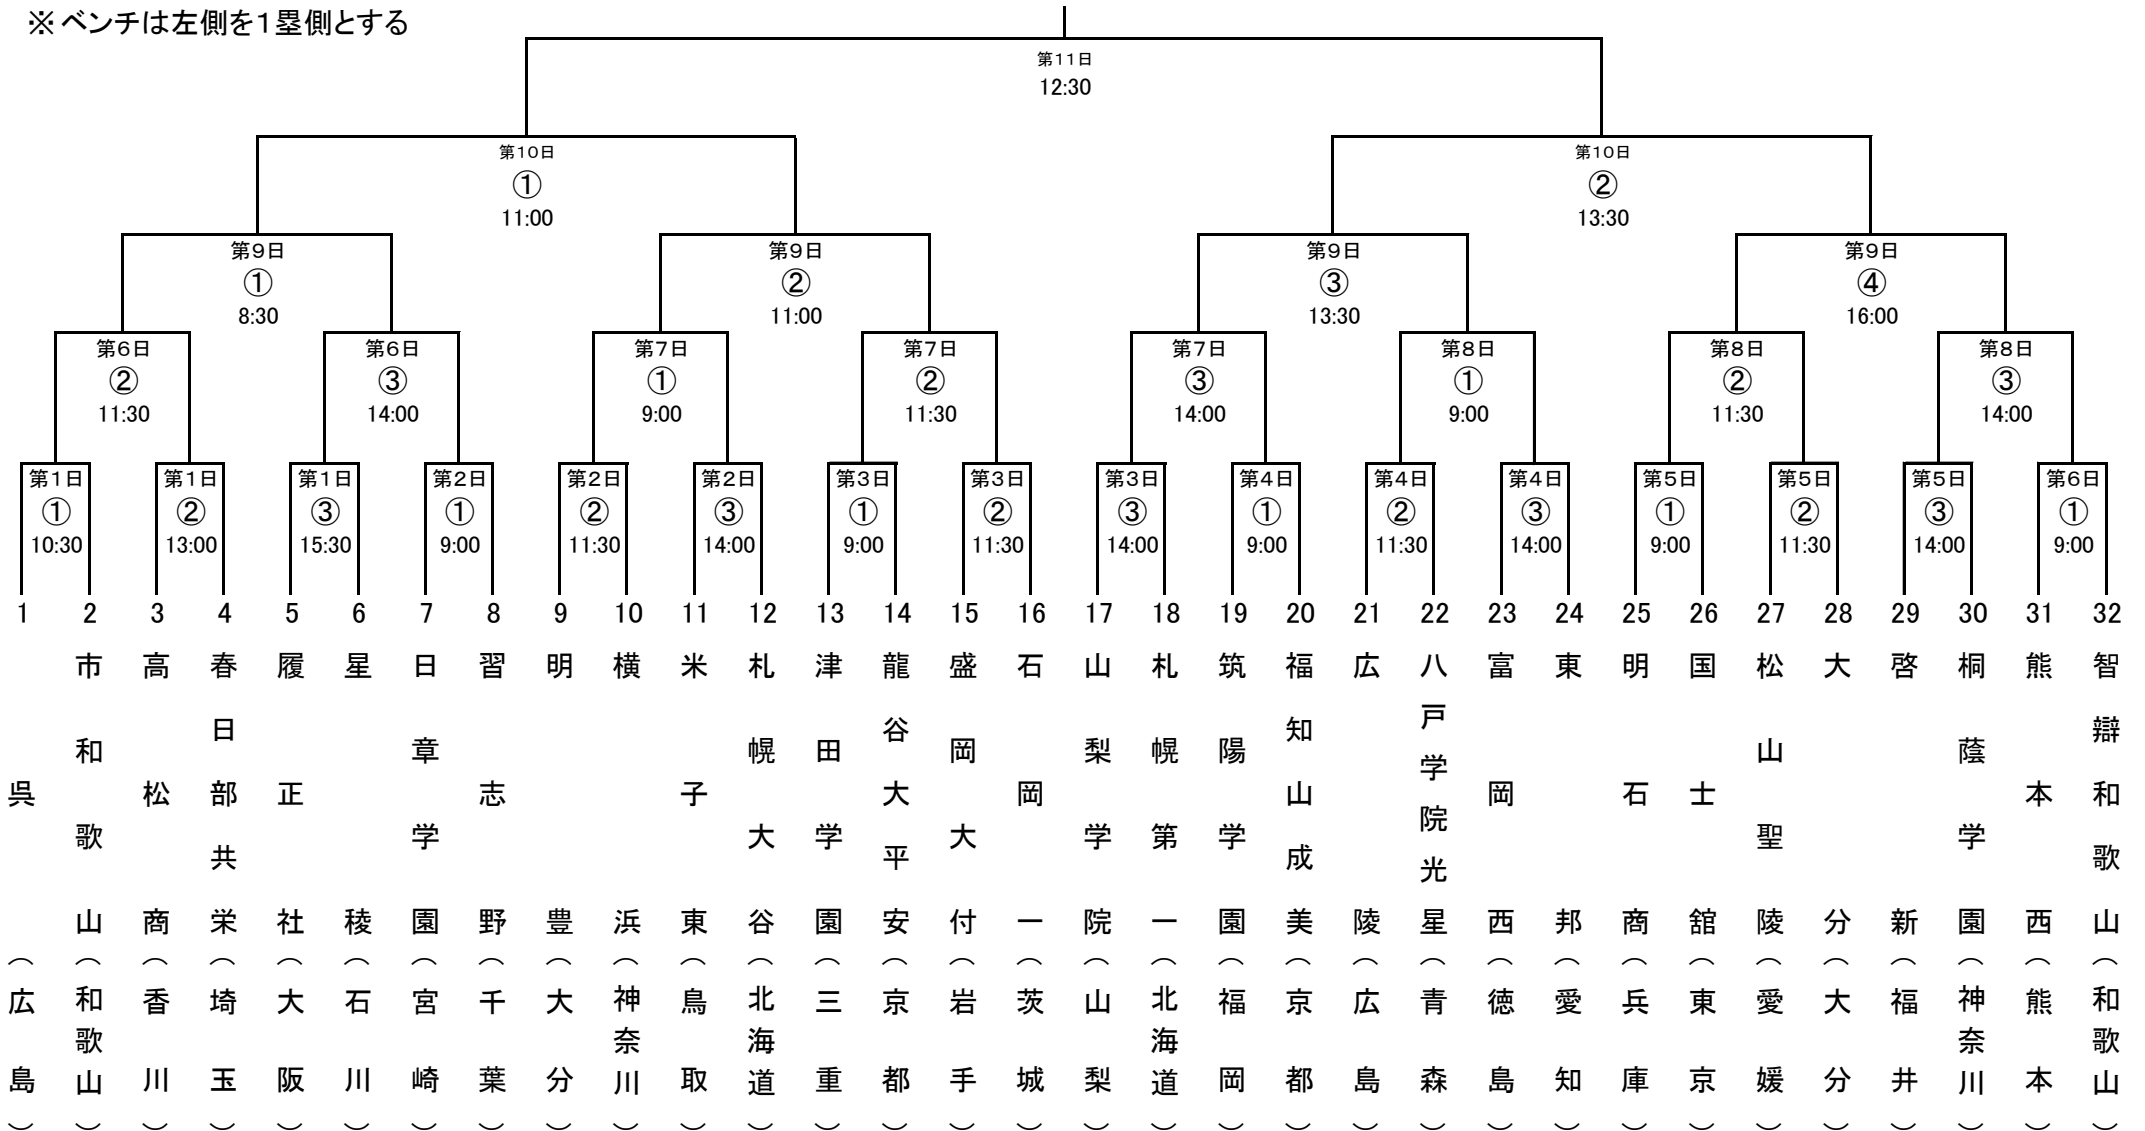 ※ ベンチは左側を１塁側とする
第11日
12:30
第10日
①
11:00
第10日
②
13:30
第9日
①
8:30
第9日
②
11:00
第9日
③
13:30
第9日
④
16:00
第6日
②
11:30
第6日
③
14:00
第7日
①
9:00
第7日
②
11:30
第7日
③
14:00
第8日
①
9:00
第8日
②
11:30
第8日
③
14:00
第1日
①
10:30
第1日
②
13:00
第1日
③
15:30
第2日
①
9:00
第2日
②
11:30
第2日
③
14:00
第3日
①
9:00
第3日
②
11:30
第3日
③
14:00
第4日
①
9:00
第4日
②
11:30
第4日
③
14:00
第5日
①
9:00
第5日
②
11:30
第5日
③
14:00
第6日
①
9:00
1 呉（広島）
2 市和歌山（和歌山）
3 高松商（香川）
4 春日部共栄（埼玉）
5 履正社（大阪）
6 星稜（石川）
7 日章学園（宮崎）
8 習志野（千葉）
9 明豊（大分）
10 横浜（神奈川）
11 米子東（鳥取）
12 札幌大谷（北海道）
13 津田学園（三重）
14 龍谷大平安（京都）
15 盛岡大付（岩手）
16 石岡一（茨城）
17 山梨学院（山梨）
18 札幌第一（北海道）
19 筑陽学園（福岡）
20 福知山成美（京都）
21 広陵（広島）
22 八戸学院光星（青森）
23 富岡西（徳島）
24 東邦（愛知）
25 明石商（兵庫）
26 国士舘（東京）
27 松山聖陵（愛媛）
28 大分（大分）
29 啓新（福井）
30 桐蔭学園（神奈川）
31 熊本西（熊本）
32 智辯和歌山（和歌山）